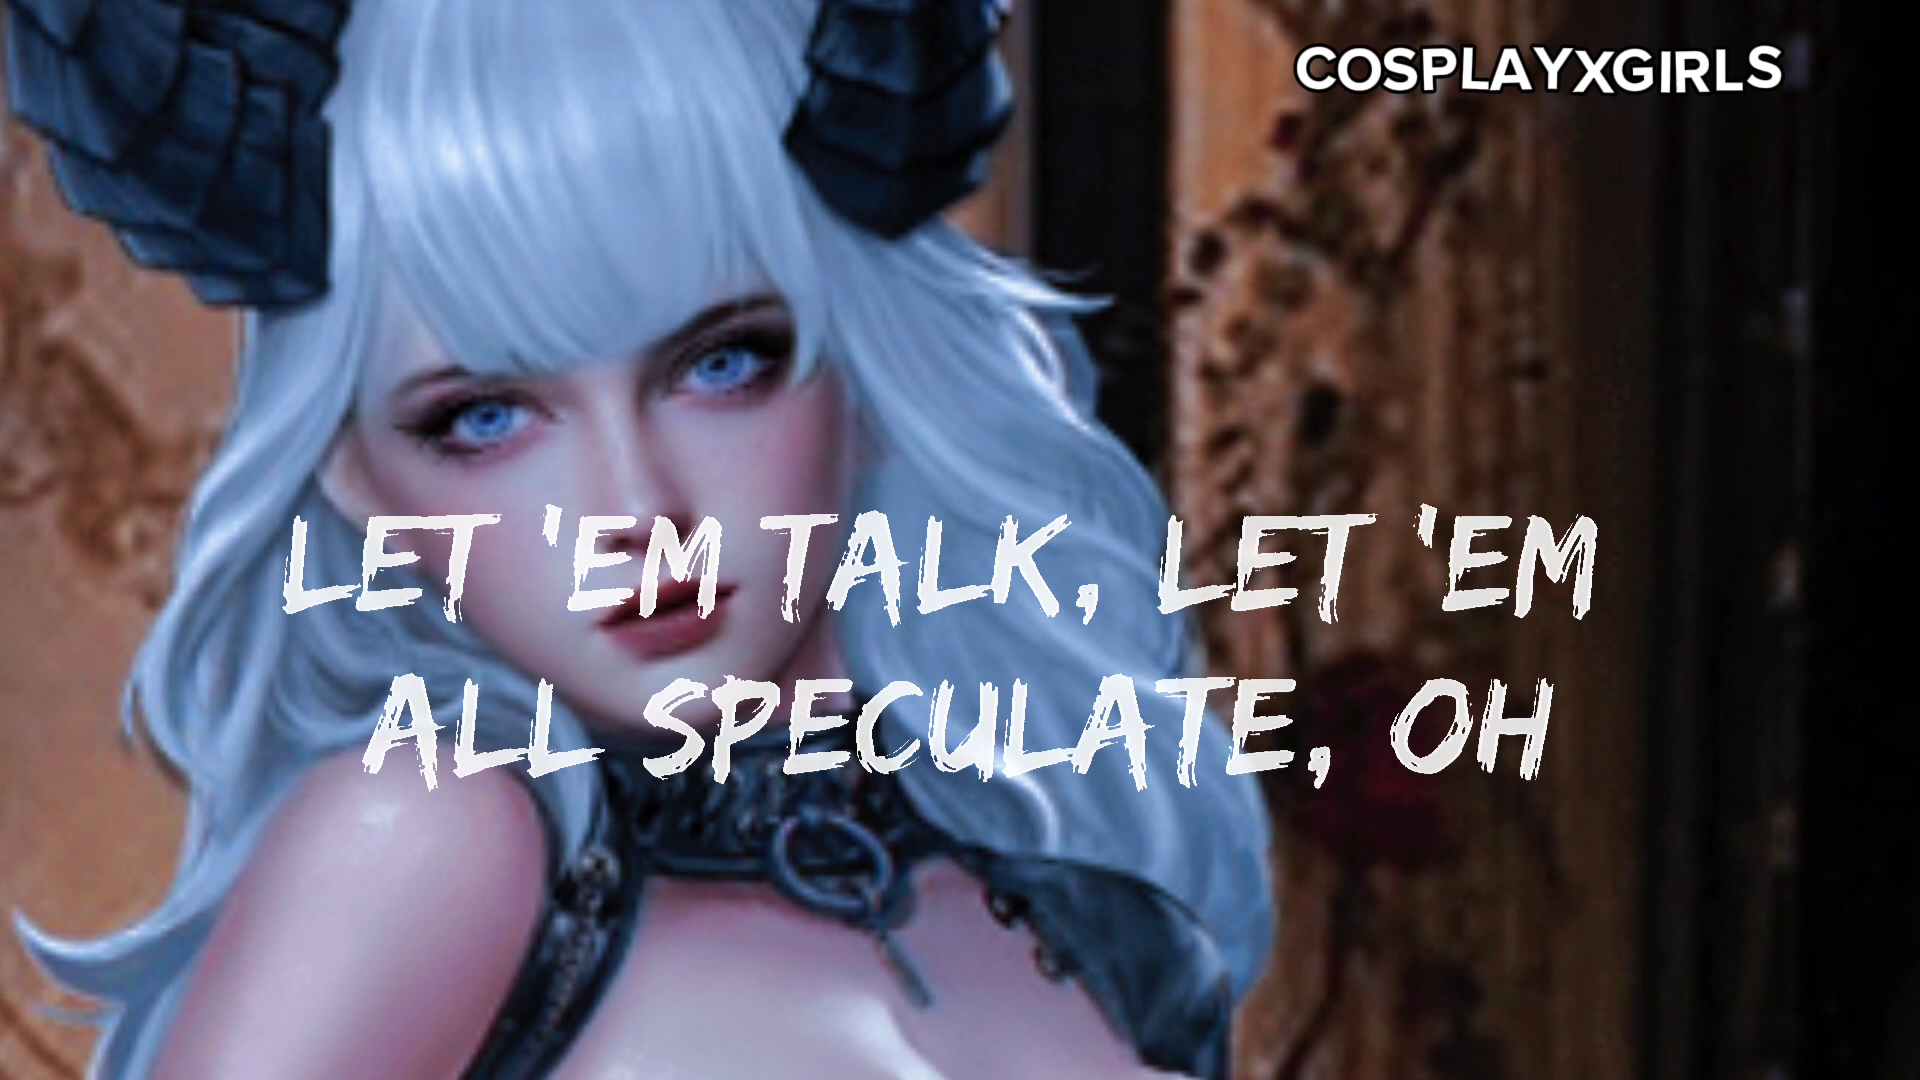 COSPLAYXGIRLS
LET 'EM TALK, LET 'EM
ALL SPECULATE, OH